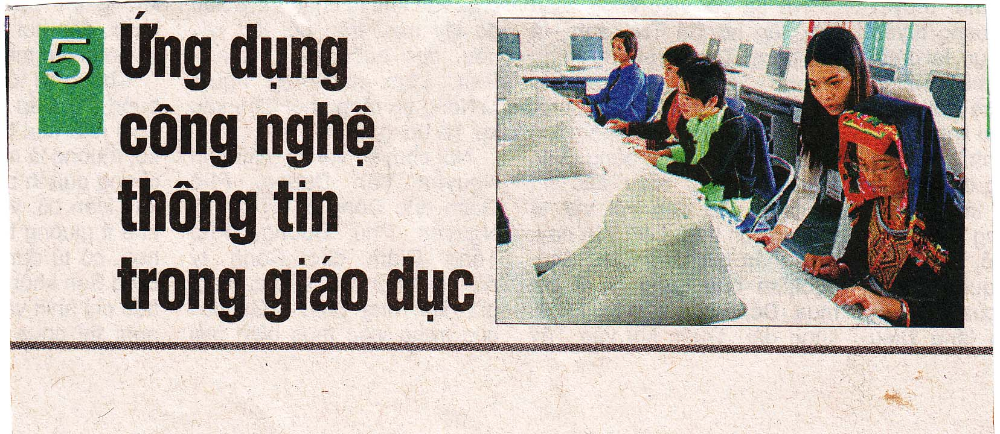 5
Ứng dụng
công nghệ
thông tin
trong giáo dục